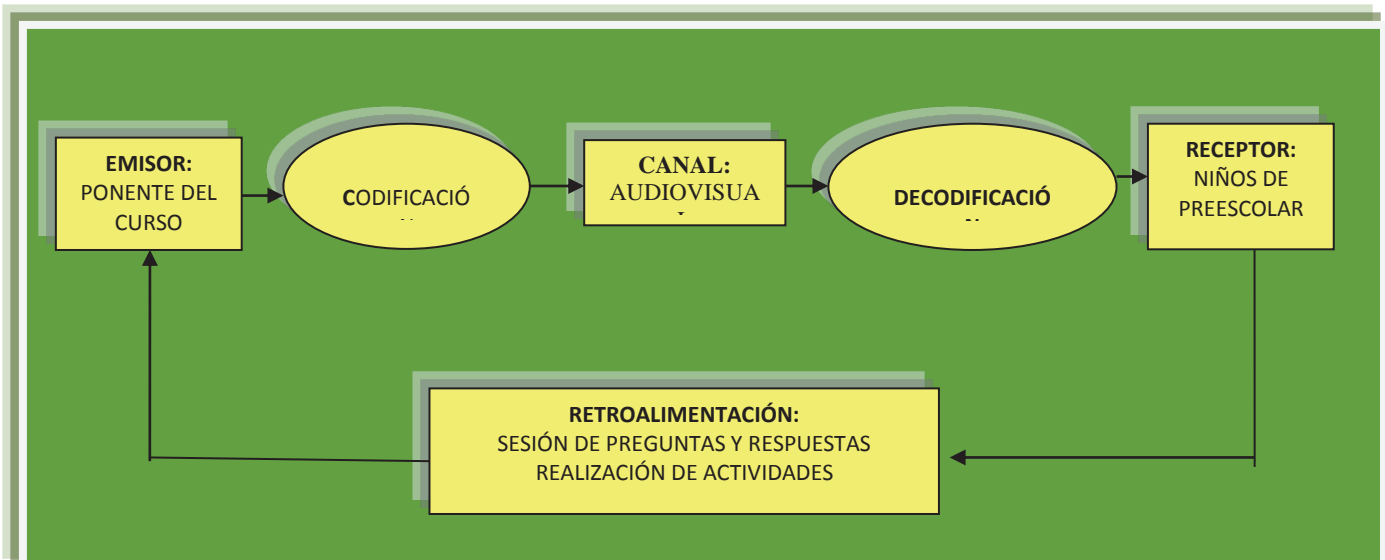 EMISOR:
PONENTE DEL
CURSO
CODIFICACIÓ
CANAL:
AUDIOVISUA
DECODIFICACIÓ
RECEPTOR:
NIÑOS DE
PREESCOLAR
RETROALIMENTACIÓN:
SESIÓN DE PREGUNTAS Y RESPUESTAS
REALIZACIÓN DE ACTIVIDADES